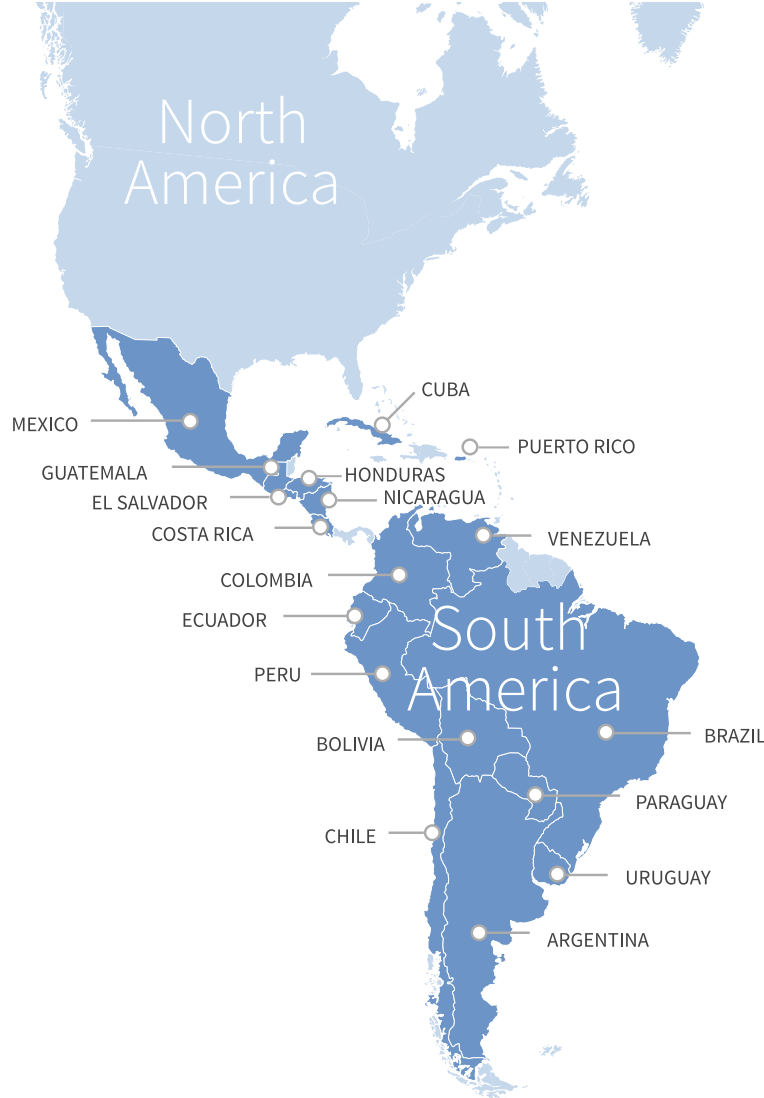 North
America
CUBA
MEXICO
PUERTO RICO
GUATEMALA
HONDURAS
EL SALVADOR
NICARAGUA
COSTA RICA
VENEZUELA
COLOMBIA
ECUADOR
South
America
PERU
BOLIVIA
BRAZIL
PARAGUAY
CHILE
URUGUAY
ARGENTINA